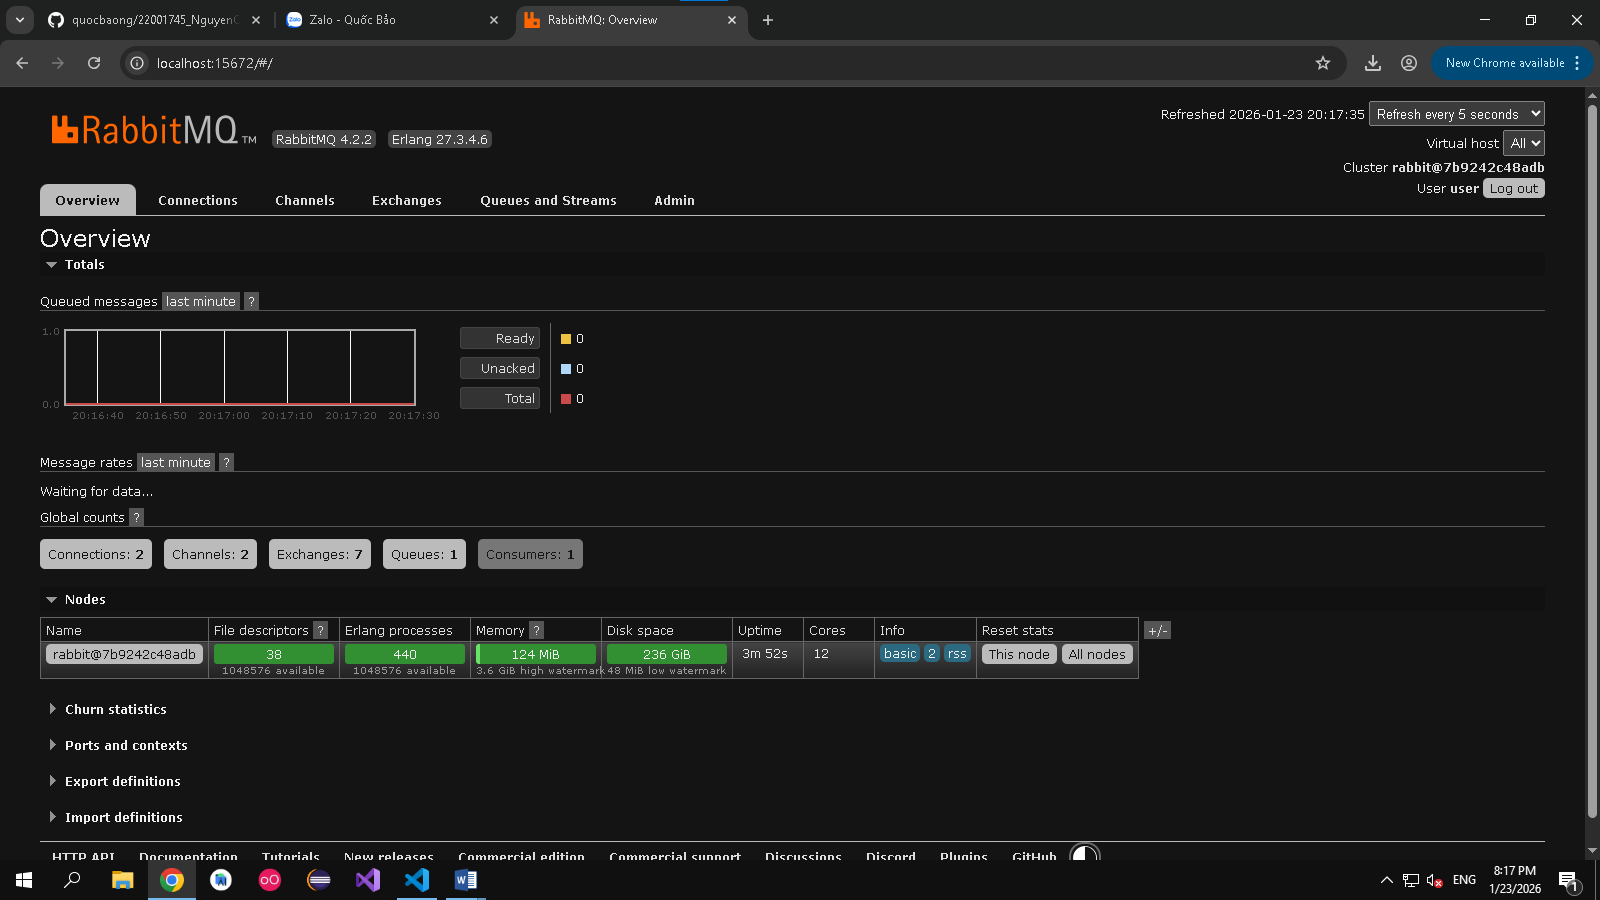 quocbaong/22001745_NguyenC
Zalo - Quốc Bảo
RabbitMQ: Overview
localhost:15672/#/
New Chrome available
RabbitMQ TM
RabbitMQ 4.2.2
Erlang 27.3.4.6
Refreshed 2026-01-23 20:17:35
Refresh every 5 seconds
Virtual host
All
Cluster rabbit@7b9242c48adb
User user
Log out
Overview
Connections
Channels
Exchanges
Queues and Streams
Admin
Overview
Totals
Queued messages last minute ?
1.0
0.0
20:16:40 20:16:50 20:17:00 20:17:10 20:17:20 20:17:30
Ready 0
Unacked 0
Total 0
Message rates last minute ?
Waiting for data...
Global counts ?
Connections: 2
Channels: 2
Exchanges: 7
Queues: 1
Consumers: 1
Nodes
Name File descriptors ? Erlang processes Memory ? Disk space Uptime Cores Info Reset stats +/-
rabbit@7b9242c48adb 38 440 124 MiB 236 GiB 3m 52s 12 basic 2 rss This node All nodes
1048576 available 1048576 available 3.6 GiB high watermark 48 MiB low watermark
Churn statistics
Ports and contexts
Export definitions
Import definitions
HTTP API Documentation Tutorials New releases Commercial edition Commercial support Discussions Discord Plugins GitHub
ENG
8:17 PM
1/23/2026
1